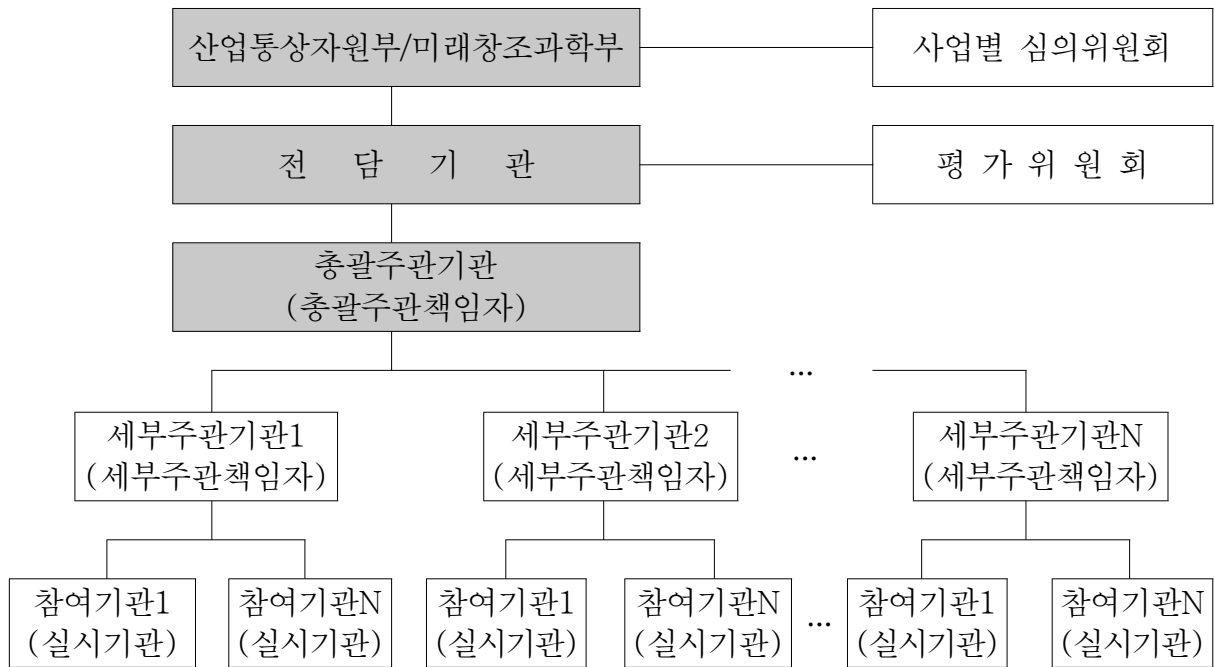 산업통상자원부/미래창조과학부
사업별 심의위원회
전 담 기 관
평 가 위 원 회
총괄주관기관
(총괄주관책임자)
...
세부주관기관1
(세부주관책임자)
세부주관기관2
(세부주관책임자)
...
세부주관기관N
(세부주관책임자)
참여기관1
(실시기관)
참여기관N
(실시기관)
참여기관1
(실시기관)
참여기관N
(실시기관)
...
참여기관1
(실시기관)
참여기관N
(실시기관)